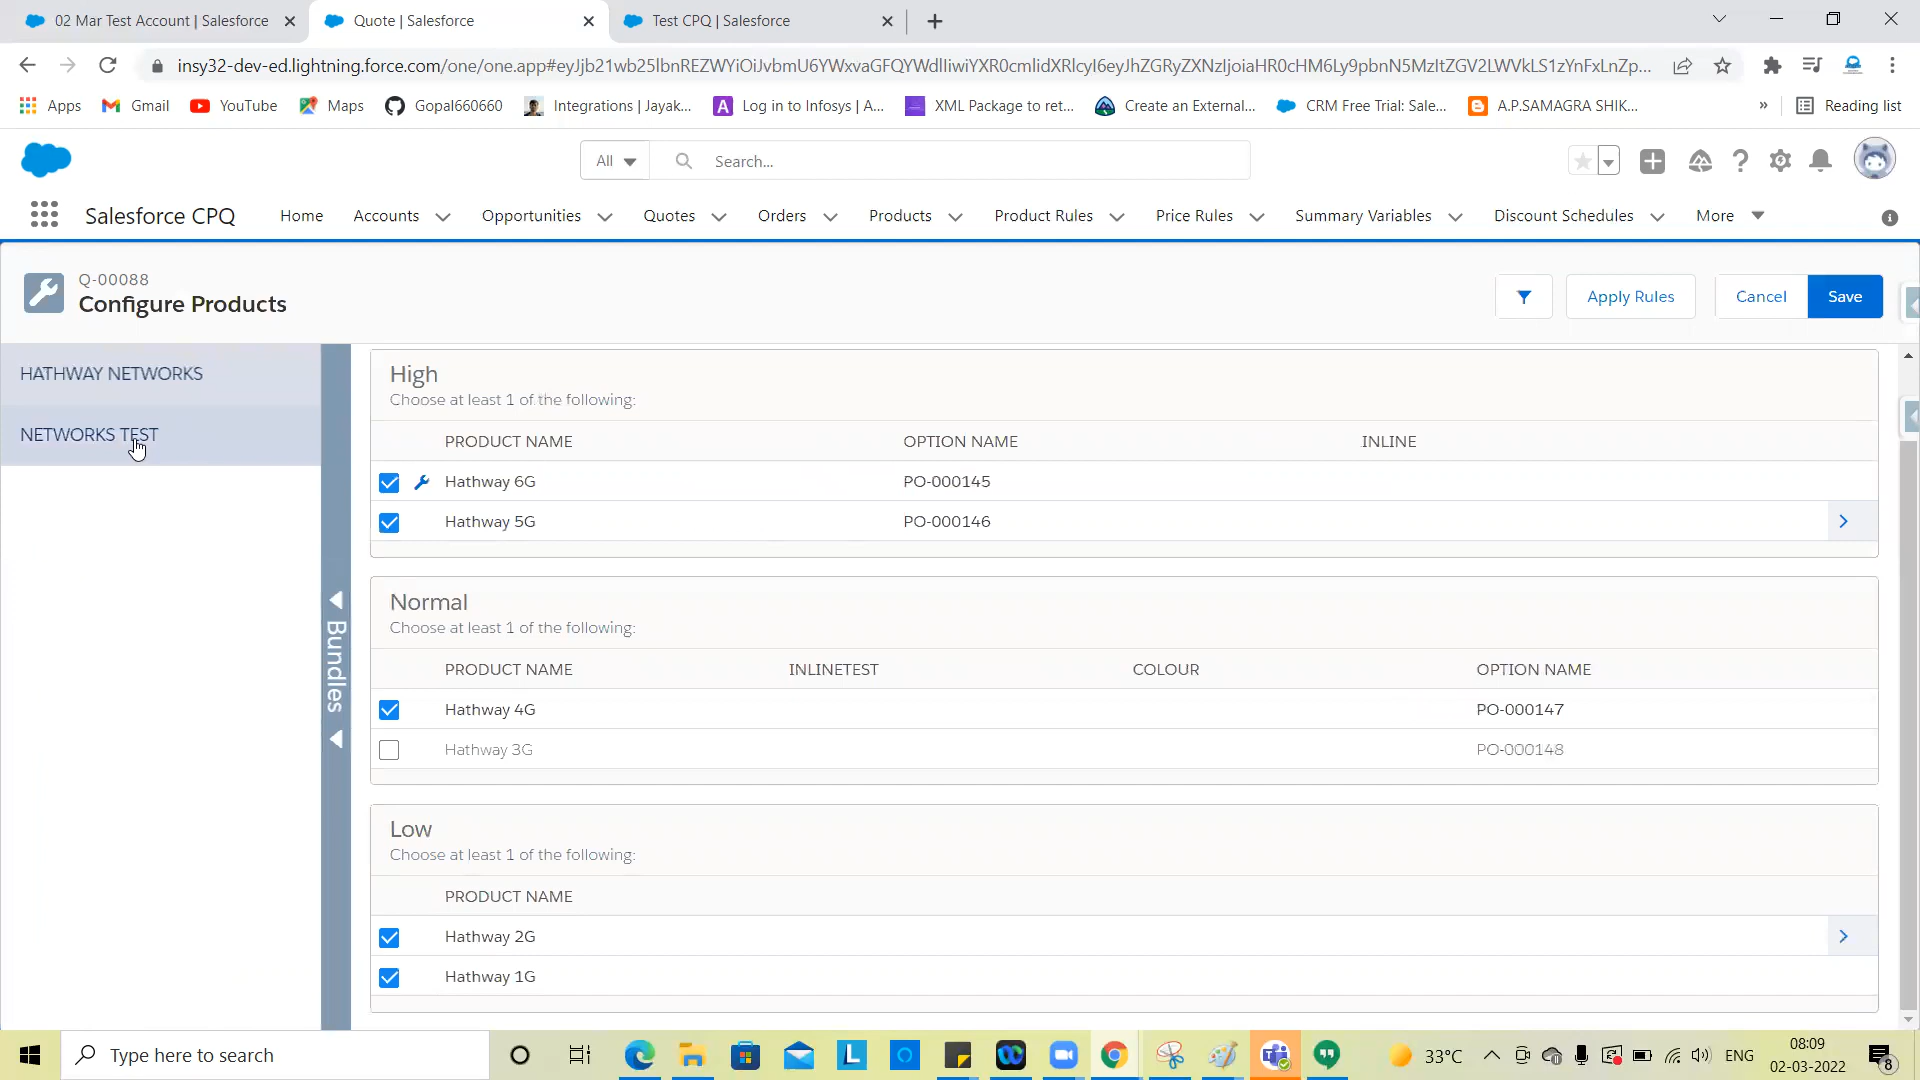 02 Mar Test Account | Salesforce
Quote | Salesforce
Test CPQ | Salesforce
insy32-dev-ed.lightning.force.com/one/one.app#eyJjb21wb25lbnREZWYiOiJvbmU6YWxvaGFQYWdlIiwiYXR0cmlidXRlcyI6eyJhZGRyZXNzIjoiaHR0cHM6Ly9pbnN5MzItZGV2LWVkLS1zYnFxLnZp...
Apps
Gmail
YouTube
Maps
Gopal660060
Integrations | Jayak...
Log in to Infosys | A...
XML Package to ret...
Create an External...
CRM Free Trial: Sale...
A.P.SAMAGRA SHIK...
»
Reading list
All
Search...
Salesforce CPQ
Home
Accounts
Opportunities
Quotes
Orders
Products
Product Rules
Price Rules
Summary Variables
Discount Schedules
More
Q-00088
Configure Products
Apply Rules
Cancel
Save
HATHWAY NETWORKS
NETWORKS TEST
Bundles
High
Choose at least 1 of the following:
PRODUCT NAME OPTION NAME INLINE
Hathway 6G PO-000145
Hathway 5G PO-000146
Normal
Choose at least 1 of the following:
PRODUCT NAME INLINETEST COLOUR OPTION NAME
Hathway 4G PO-000147
Hathway 3G PO-000148
Low
Choose at least 1 of the following:
PRODUCT NAME
Hathway 2G
Hathway 1G
Type here to search
33°C
ENG
08:09
02-03-2022
8